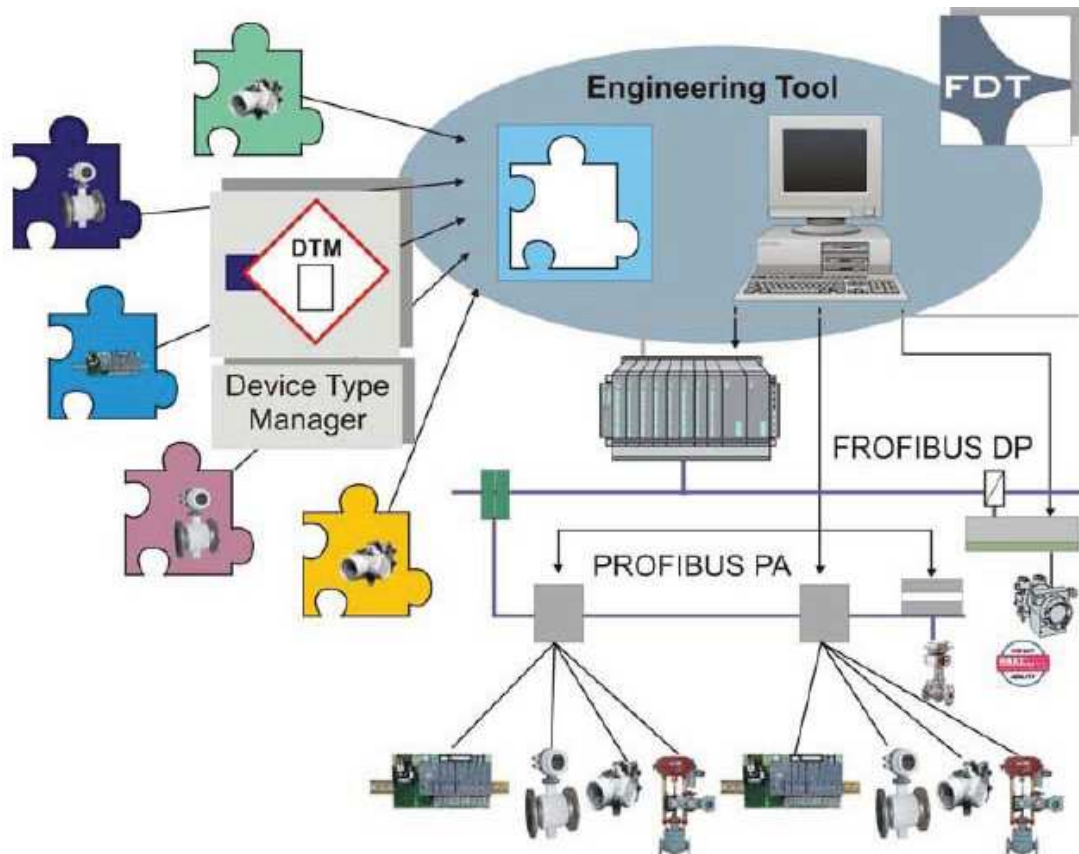 Engineering Tool
FDT
DTM
Device Type
Manager
FROFIBUS DP
PROFIBUS PA